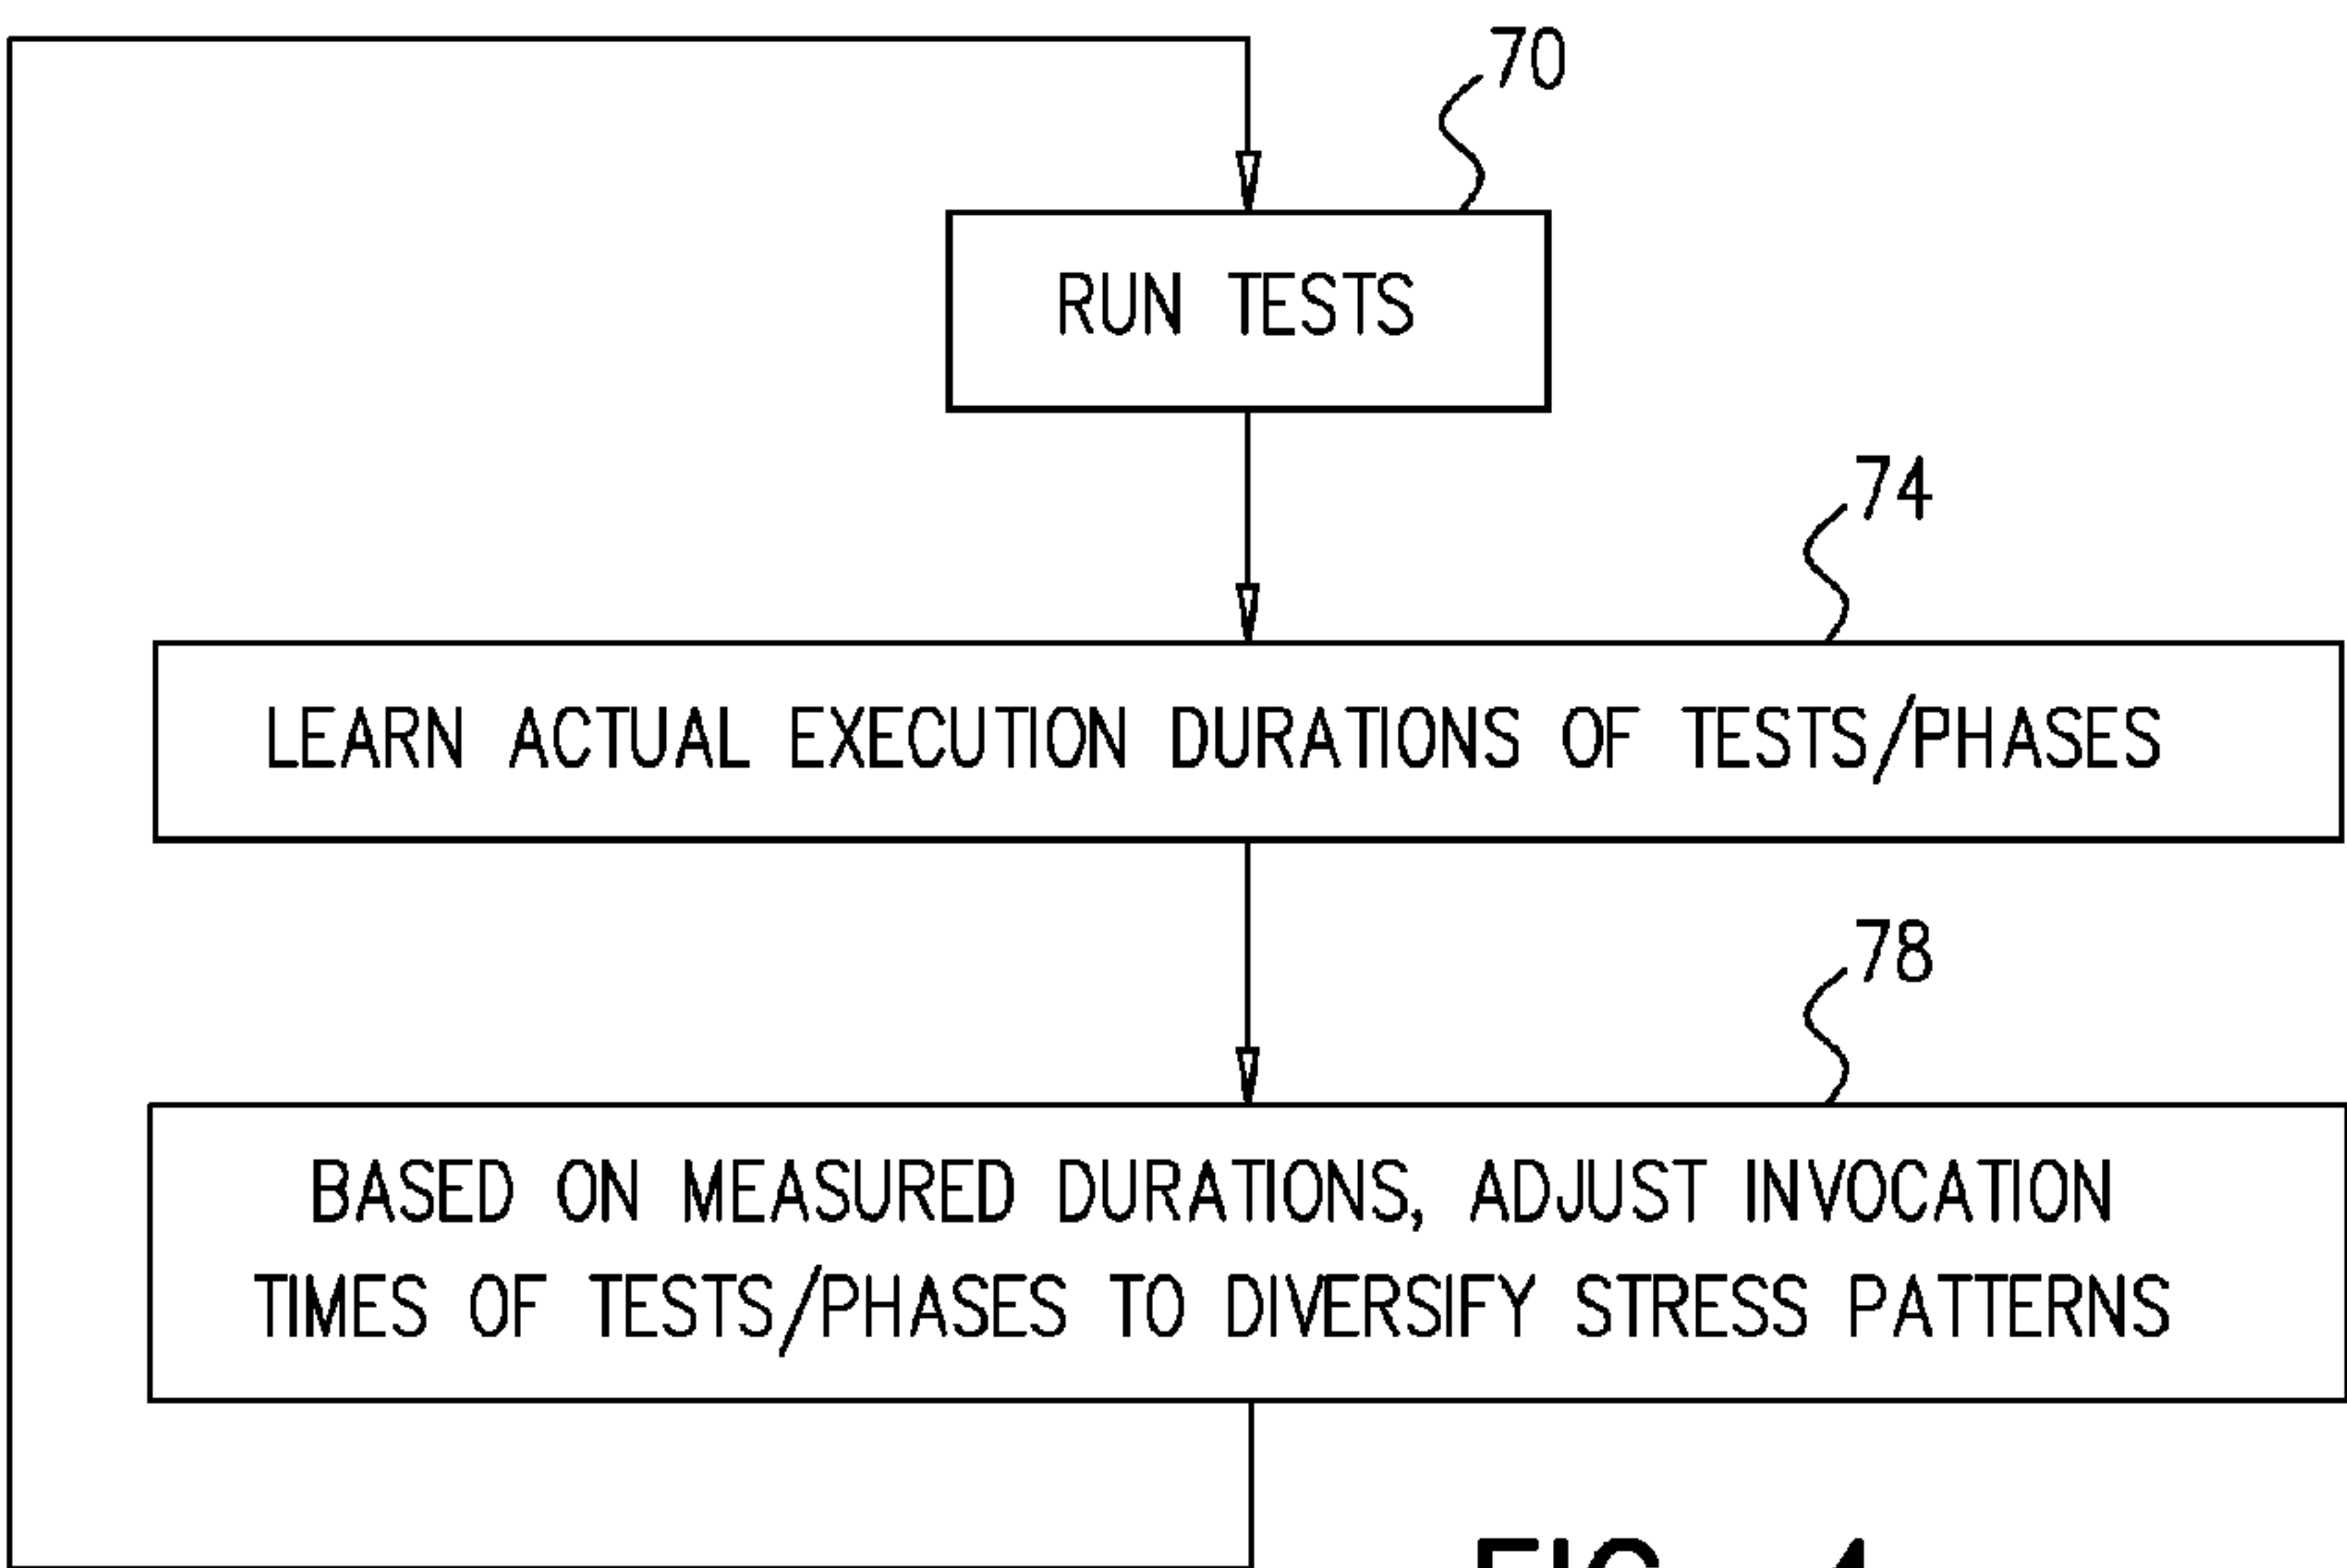 70
RUN TESTS
74
LEARN ACTUAL EXECUTION DURATIONS OF TESTS/PHASES
78
BASED ON MEASURED DURATIONS, ADJUST INVOCATION
TIMES OF TESTS/PHASES TO DIVERSIFY STRESS PATTERNS